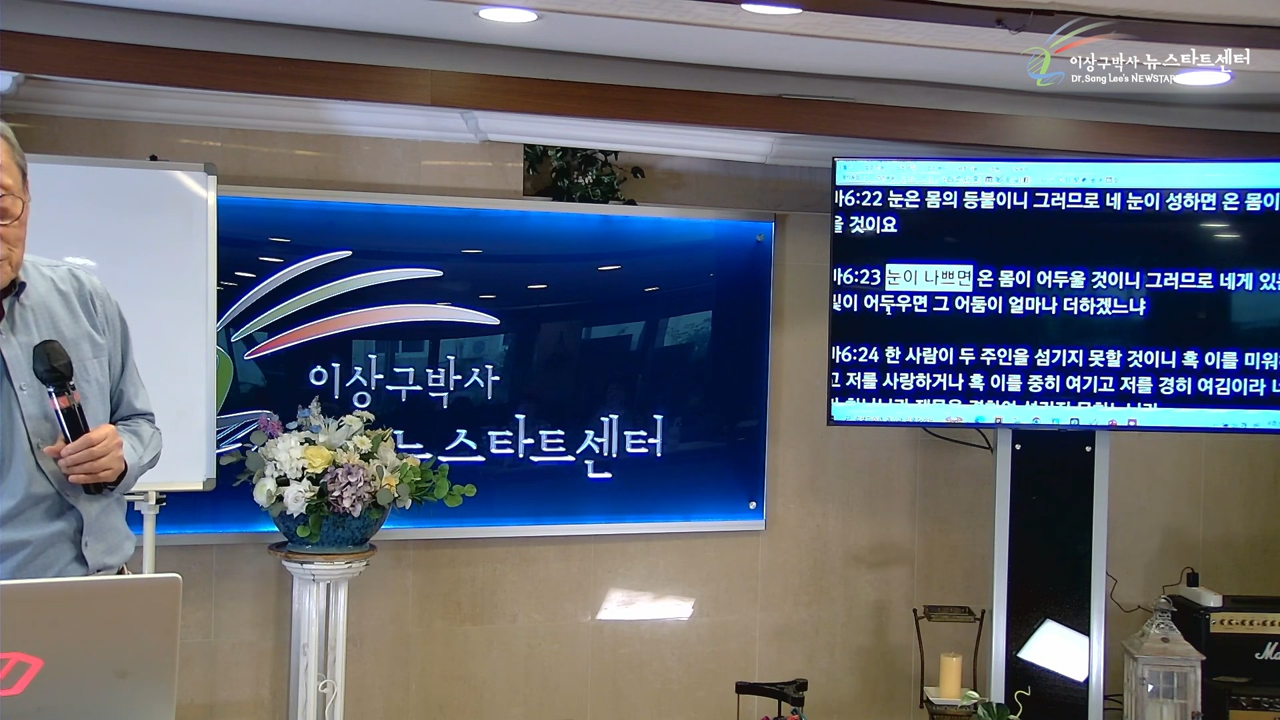 이상구박사 뉴스타트센터
Dr.Sang Lee's NEWSTA
이상구박사
뉴스타트센터
마6:22 눈은 몸의 등불이니 그러므로 네 눈이 성하면 온 몸이
을 것이요
마6:23 눈이 나쁘면 온 몸이 어두울 것이니 그러므로 네게 있는
빛이 어두우면 그 어둠이 얼마나 더하겠느냐
마6:24 한 사람이 두 주인을 섬기지 못할 것이니 혹 이를 미워
고 저를 사랑하거나 혹 이를 중히 여기고 저를 경히 여김이라